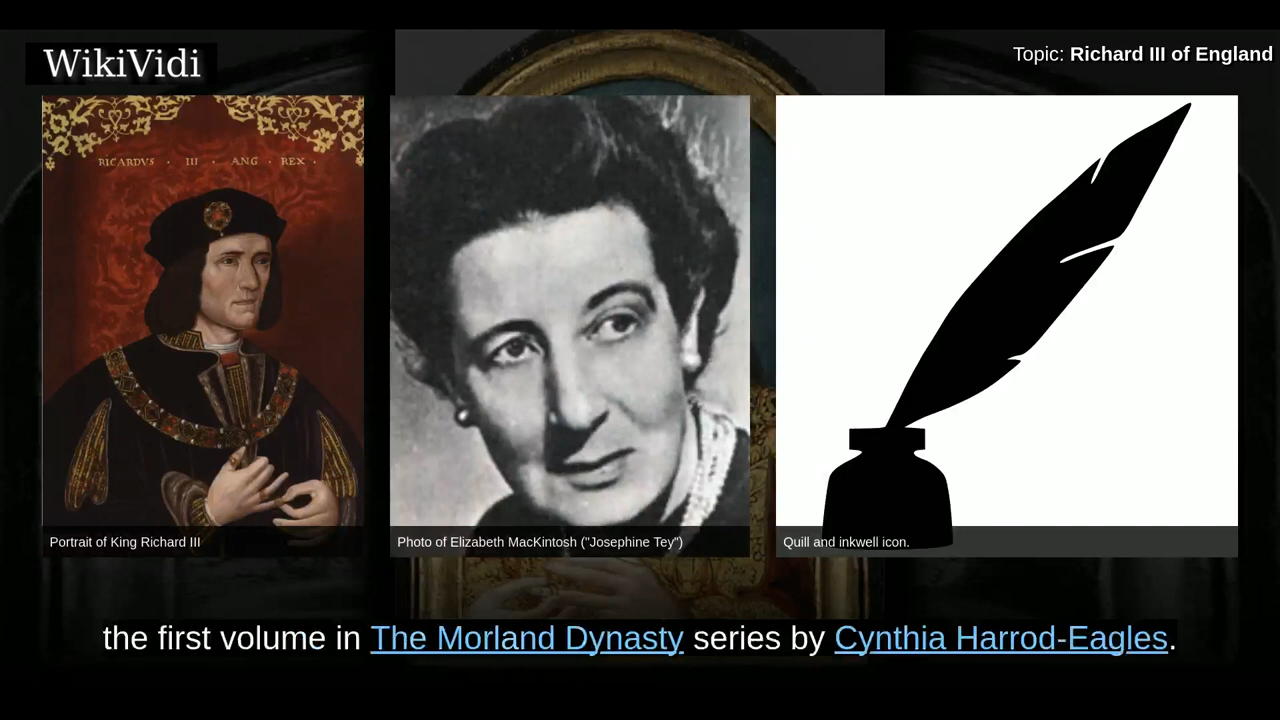 WikiVidi
Topic: Richard III of England
RICARDVS · III · ANG · REX ·
Portrait of King Richard III
Photo of Elizabeth MacKintosh ("Josephine Tey")
Quill and inkwell icon.
the first volume in The Morland Dynasty series by Cynthia Harrod-Eagles.